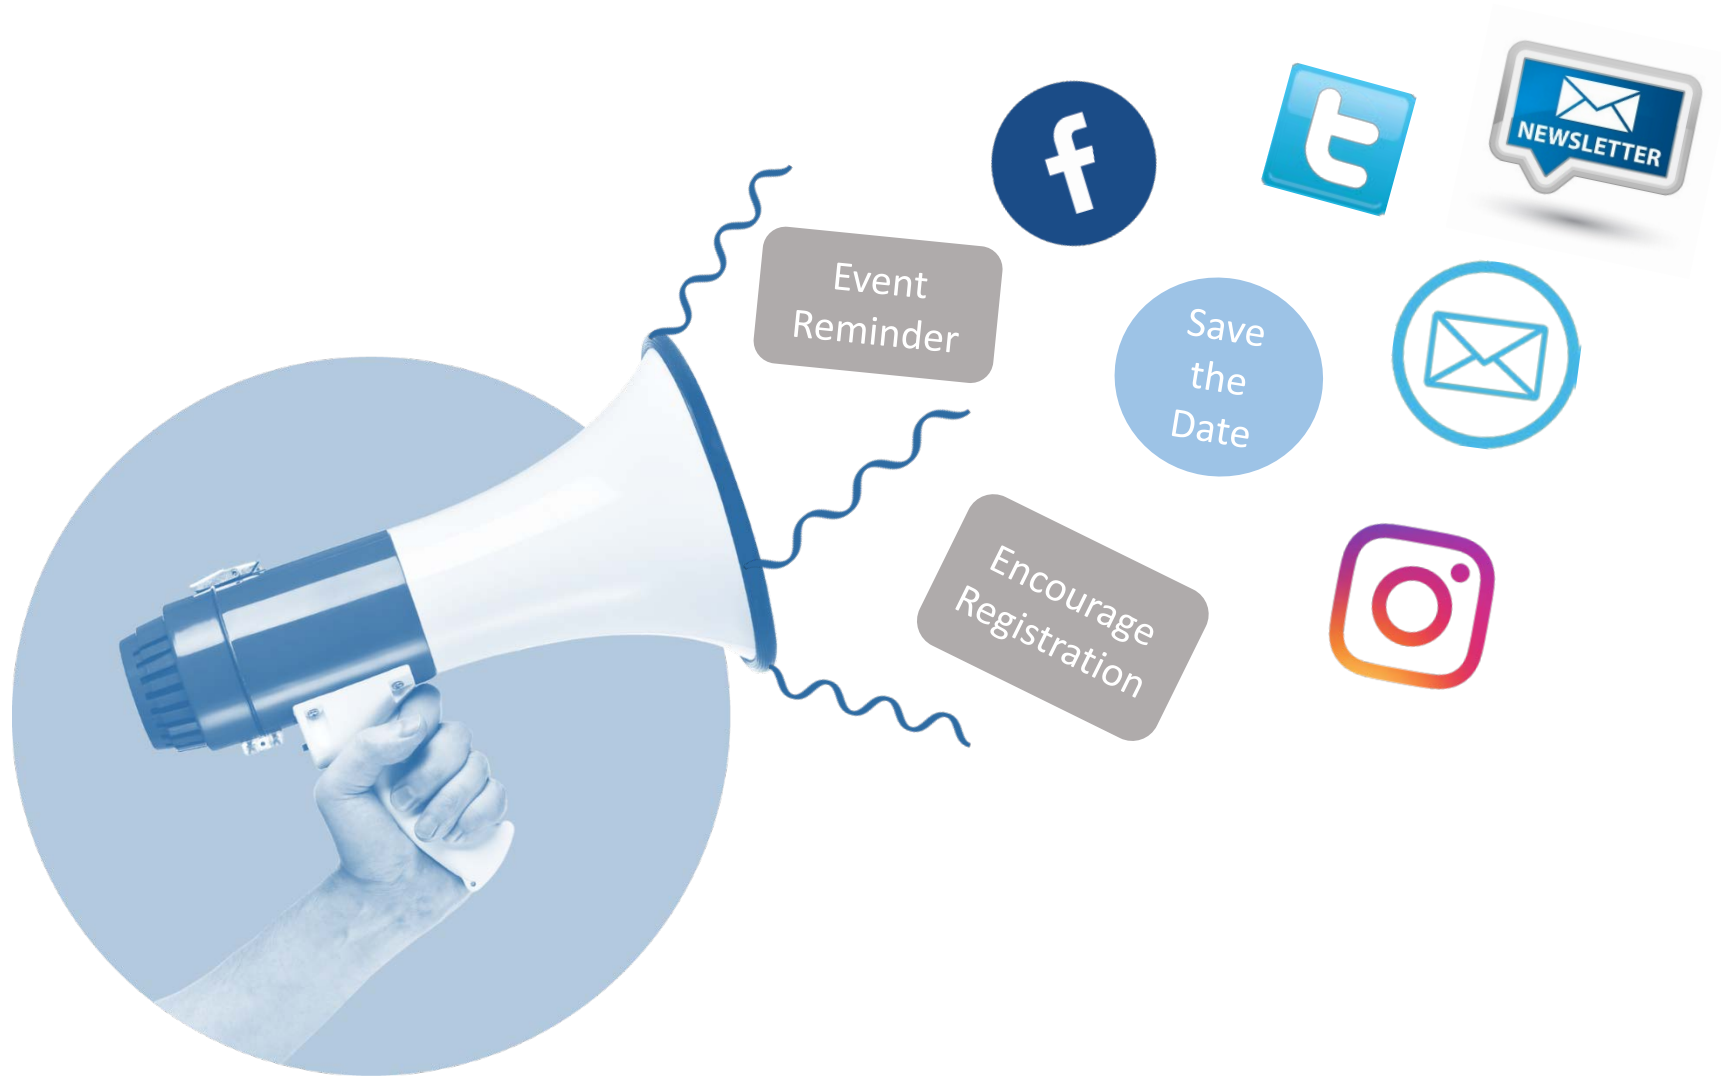 NEWSLETTER
Event
Reminder
Save
the
Date
Encourage
Registration